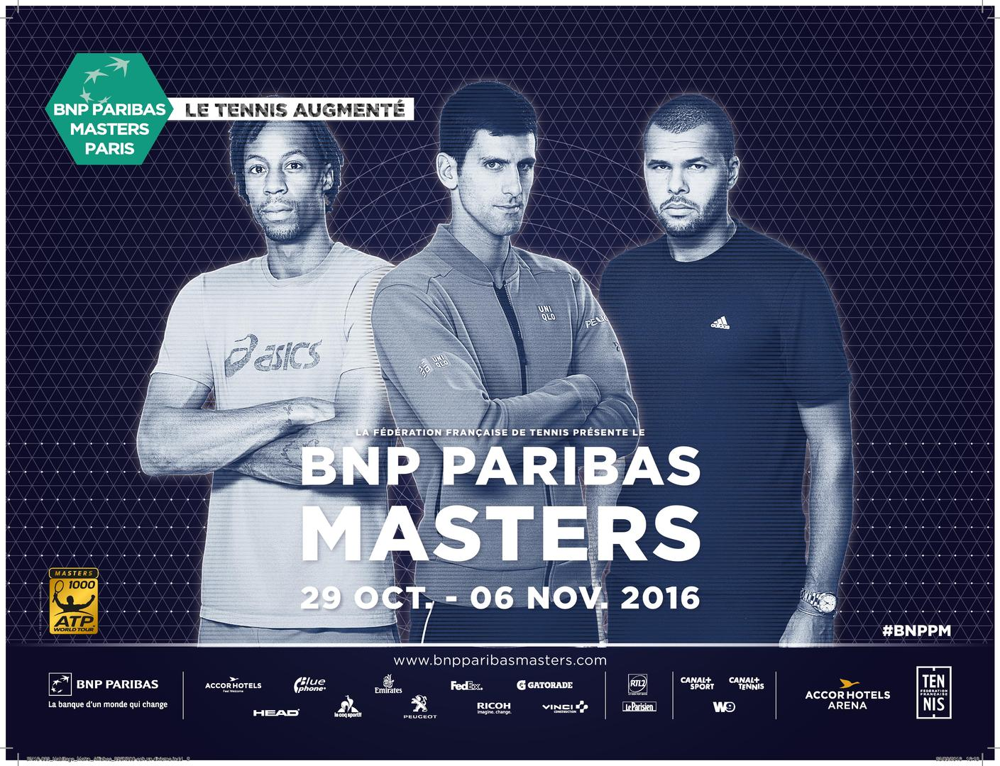 BNP PARIBAS
MASTERS
PARIS
LE TENNIS AUGMENTÉ
asics
UNI
QLO
UNI
QLO
PEUG
adidas
LA FÉDÉRATION FRANÇAISE DE TENNIS PRÉSENTE LE
BNP PARIBAS
MASTERS
29 OCT. - 06 NOV. 2016
MASTERS
1000
ATP
WORLD TOUR
#BNPPM
www.bnpparibasmasters.com
BNP PARIBAS
La banque d'un monde qui change
ACCORHOTELS
Feel Welcome
Blue
phone
Emirates
FedEx
GATORADE
HEAD
le coq sportif
PEUGEOT
RICOH
imagine. change.
VINCI
CONSTRUCTION
RTL2
Le Parisien
CANAL+
SPORT
CANAL+
TENNIS
W9
ACCORHOTELS
ARENA
TEN
FÉDÉRATION
FRANÇAISE
NIS